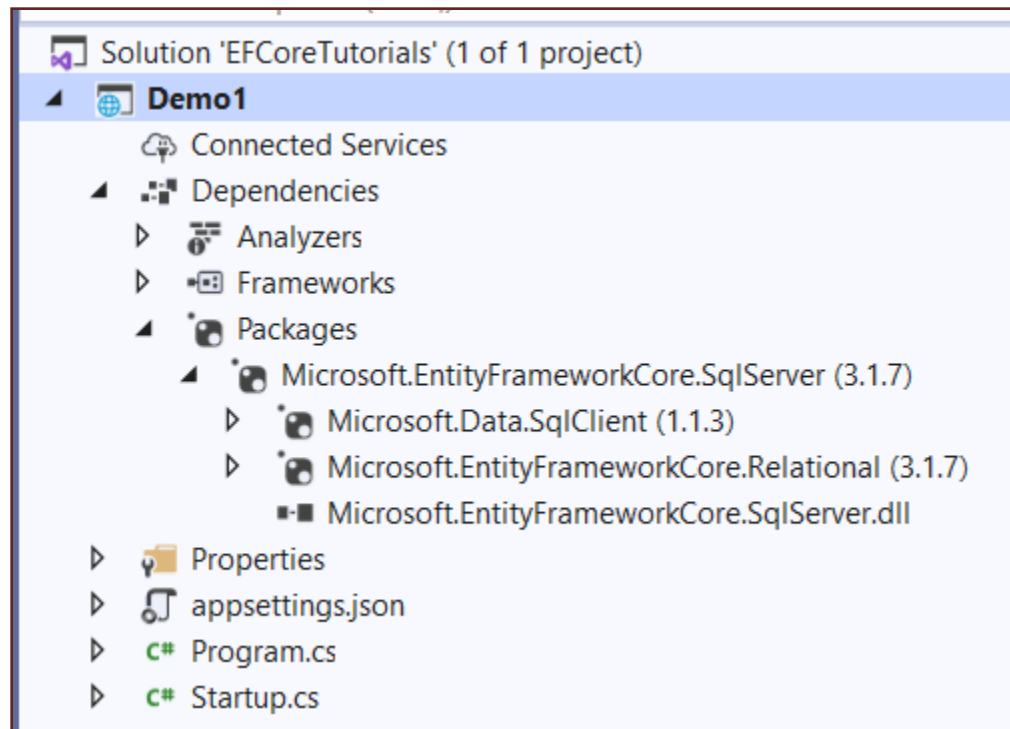 Solution 'EFCoreTutorials' (1 of 1 project)
Demo1
Connected Services
Dependencies
Analyzers
Frameworks
Packages
Microsoft.EntityFrameworkCore.SqlServer (3.1.7)
Microsoft.Data.SqlClient (1.1.3)
Microsoft.EntityFrameworkCore.Relational (3.1.7)
Microsoft.EntityFrameworkCore.SqlServer.dll
Properties
appsettings.json
C# Program.cs
C# Startup.cs